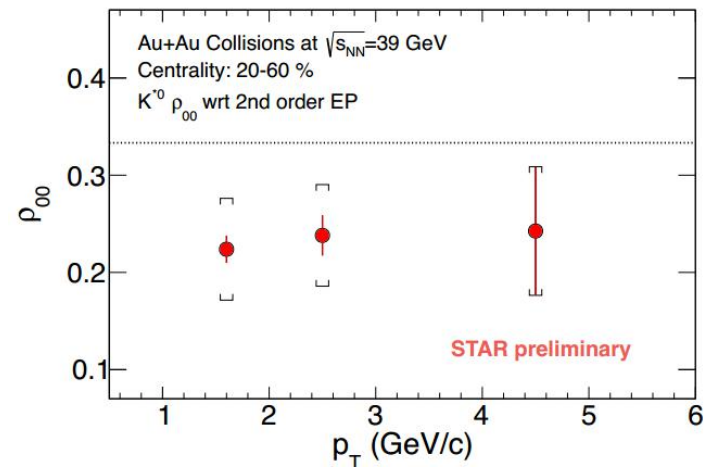 Au+Au Collisions at √s_NN=39 GeV
Centrality: 20-60 %
K*0 ρ00 wrt 2nd order EP
0.4
0.3
0.2
0.1
ρ00
STAR preliminary
1 2 3 4 5 6
pT (GeV/c)